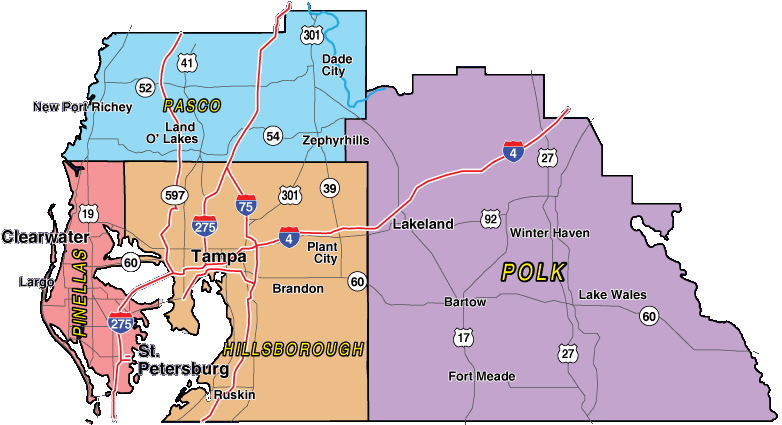 301
41
Dade
City
52
New Port Richey
PASCO
Land
O' Lakes
54
Zephyrhills
4
27
597
39
301
75
19
275
92
Lakeland
Clearwater
4
Winter Haven
Plant
City
Tampa
60
PINELLAS
POLK
Largo
60
Brandon
Lake Wales
Bortow
60
275
17
St.
Petersburg
HILLSBOROUGH
27
Fort Meade
Ruskin